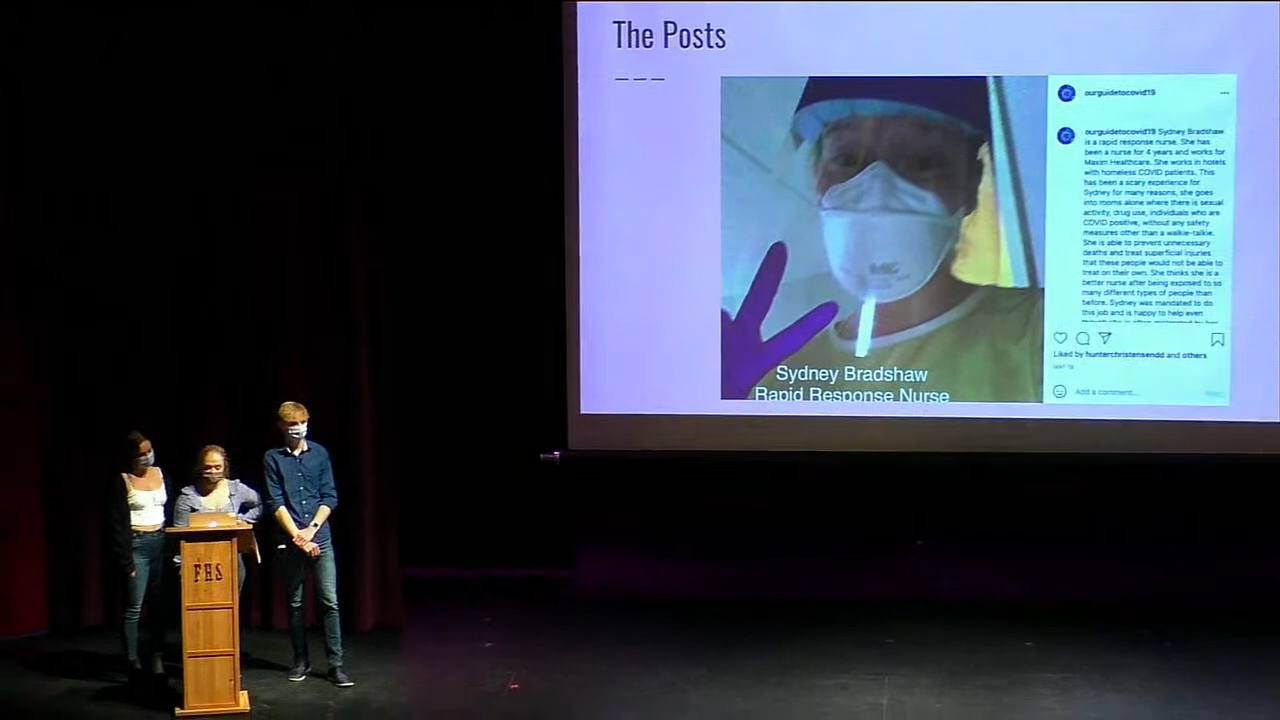 The Posts
ourguidetocovid19
ourguidetocovid19 Sydney Bradshaw
is a rapid response nurse. She has
been a nurse for 4 years and works for
Maxim Healthcare. She works in hotels
with homeless COVID patients. This
has been a scary experience for
Sydney for many reasons, she goes
into rooms alone where there is sexual
activity, drug use, individuals who are
COVID positive, without any safety
measures other than a walkie-talkie.
She is able to prevent unnecessary
deaths and treat superficial injuries
that these people would not be able to
treat on their own. She thinks she is a
better nurse after being exposed to so
many different types of people than
before. Sydney was mandated to do
this job and is happy to help even
Liked by hunterchristensendd and others
Add a comment...
Sydney Bradshaw
Rapid Response Nurse
FHS